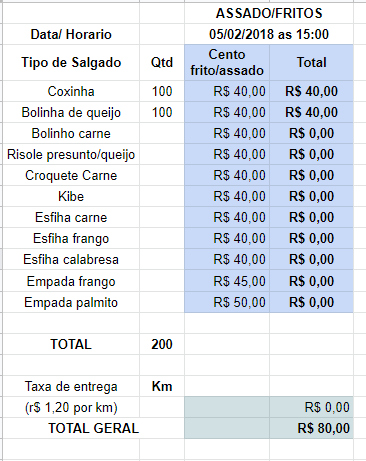 ASSADO/FRITOS
Data/ Horario 05/02/2018 as 15:00
Tipo de Salgado Qtd Cento frito/assado Total
Coxinha 100 R$ 40,00 R$ 40,00
Bolinha de queijo 100 R$ 40,00 R$ 40,00
Bolinho carne R$ 40,00 R$ 0,00
Risole presunto/queijo R$ 40,00 R$ 0,00
Croquete Carne R$ 40,00 R$ 0,00
Kibe R$ 40,00 R$ 0,00
Esfiha carne R$ 40,00 R$ 0,00
Esfiha frango R$ 40,00 R$ 0,00
Esfiha calabresa R$ 40,00 R$ 0,00
Empada frango R$ 45,00 R$ 0,00
Empada palmito R$ 50,00 R$ 0,00
TOTAL 200
Taxa de entrega Km
(r$ 1,20 por km) R$ 0,00
TOTAL GERAL R$ 80,00